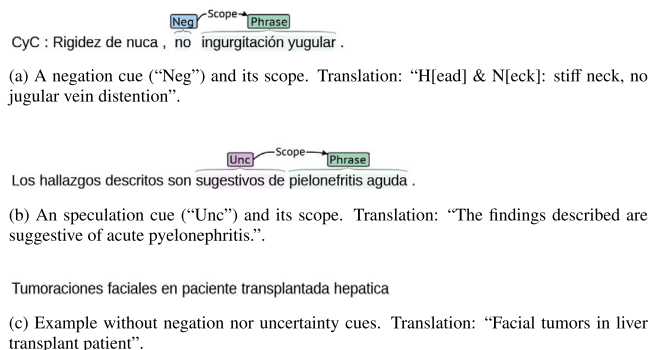 Neg Scope Phrase
CyC : Rigidez de nuca , no ingurgitación yugular .
(a) A negation cue (“Neg”) and its scope. Translation: “H[ead] & N[eck]: stiff neck, no
jugular vein distention”.
Unc Scope Phrase
Los hallazgos descritos son sugestivos de pielonefritis aguda .
(b) An speculation cue (“Unc”) and its scope. Translation: “The findings described are
suggestive of acute pyelonephritis.”.
Tumoraciones faciales en paciente transplantada hepatica
(c) Example without negation nor uncertainty cues. Translation: “Facial tumors in liver
transplant patient”.